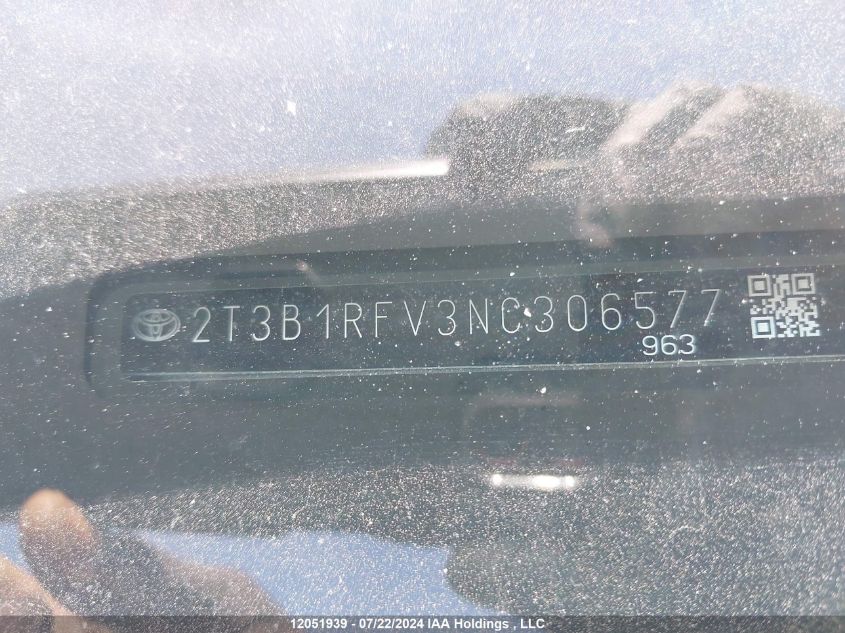 2T3B1RFV3NC306577
963
12051939 - 07/22/2024 IAA Holdings, LLC